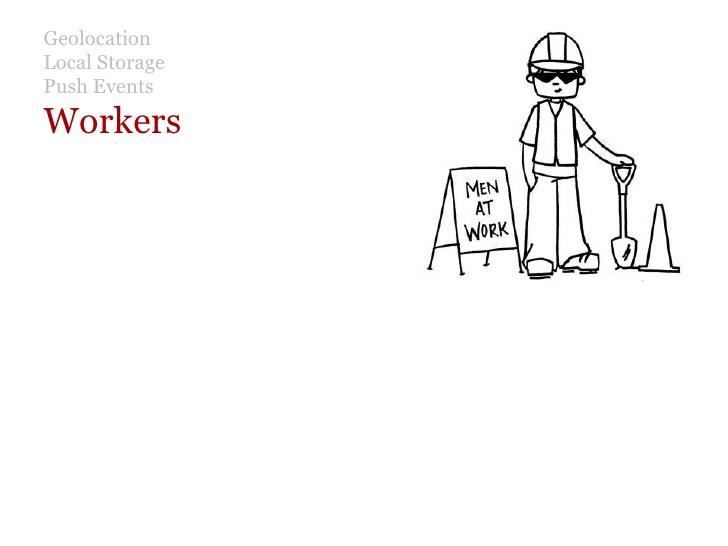 Geolocation
Local Storage
Push Events
Workers
MEN
AT
WORK